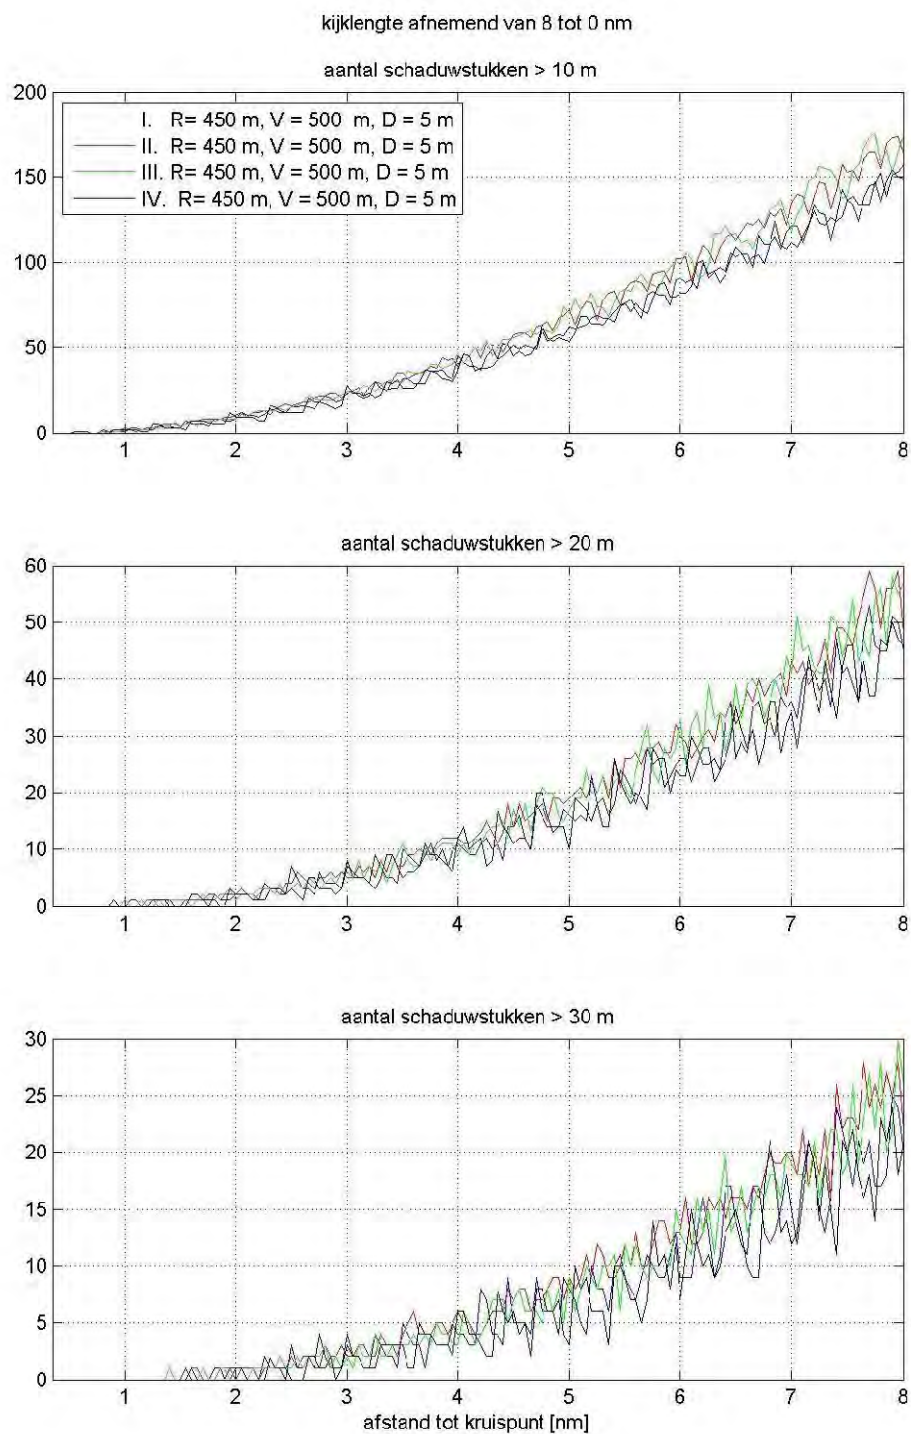 kijklengte afnemend van 8 tot 0 nm
aantal schaduwstukken > 10 m
200
150
100
50
0
I. R= 450 m, V = 500 m, D = 5 m
II. R= 450 m, V = 500 m, D = 5 m
III. R= 450 m, V = 500 m, D = 5 m
IV. R= 450 m, V = 500 m, D = 5 m
1 2 3 4 5 6 7 8
aantal schaduwstukken > 20 m
60
50
40
30
20
10
0
1 2 3 4 5 6 7 8
aantal schaduwstukken > 30 m
30
25
20
15
10
5
0
1 2 3 4 5 6 7 8
afstand tot kruispunt [nm]